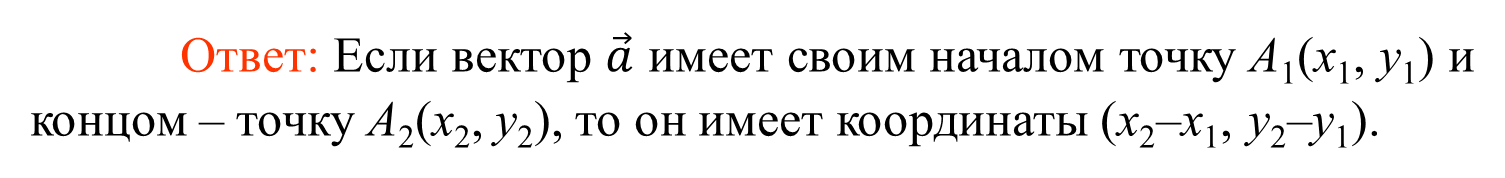 Ответ: Если вектор a⃗ имеет своим началом точку A₁(x₁, y₁) и
концом – точку A₂(x₂, y₂), то он имеет координаты (x₂–x₁, y₂–y₁).